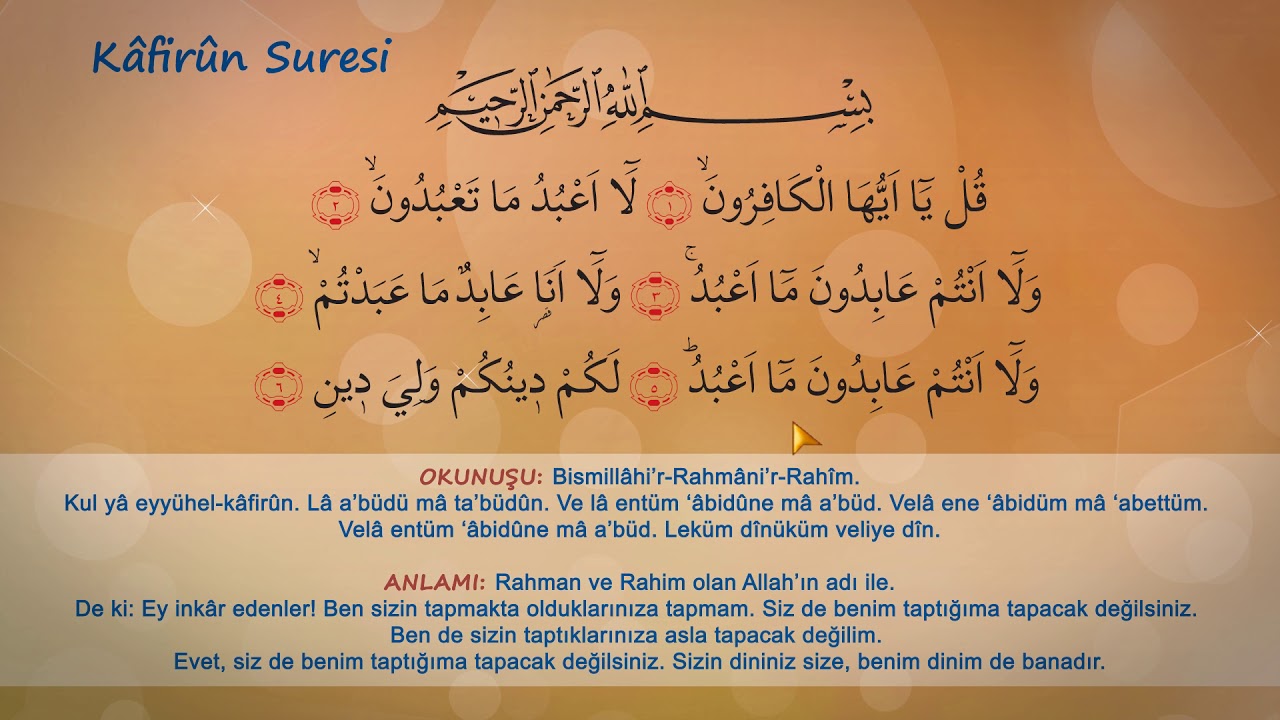 Kâfirûn Suresi
بِسْمِ اللّٰهِ الرَّحْمٰنِ الرَّحٖيمِ
قُلْ يَٓا اَيُّهَا الْكَافِرُونَۙ ﴿١﴾ لَٓا اَعْبُدُ مَا تَعْبُدُونَۙ ﴿٢﴾
وَلَٓا اَنْتُمْ عَابِدُونَ مَٓا اَعْبُدُۚ ﴿٣﴾ وَلَٓا اَنَا۬ عَابِدٌ مَا عَبَدْتُمْۙ ﴿٤﴾
وَلَٓا اَنْتُمْ عَابِدُونَ مَٓا اَعْبُدُؕ ﴿٥﴾ لَكُمْ دٖينُكُمْ وَلِيَ دٖينِ ﴿٦﴾
OKUNUŞU: Bismillâhi’r-Rahmâni’r-Rahîm.
Kul yâ eyyühel-kâfirûn. Lâ a’büdü mâ ta’büdûn. Ve lâ entüm ‘âbidûne mâ a’büd. Velâ ene ‘âbidüm mâ ‘abettüm.
Velâ entüm ‘âbidûne mâ a’büd. Leküm dînüküm veliye dîn.
ANLAMI: Rahman ve Rahim olan Allah’ın adı ile.
De ki: Ey inkâr edenler! Ben sizin tapmakta olduklarınıza tapmam. Siz de benim taptığıma tapacak değilsiniz.
Ben de sizin taptıklarınıza asla tapacak değilim.
Evet, siz de benim taptığıma tapacak değilsiniz. Sizin dininiz size, benim dinim de banadır.